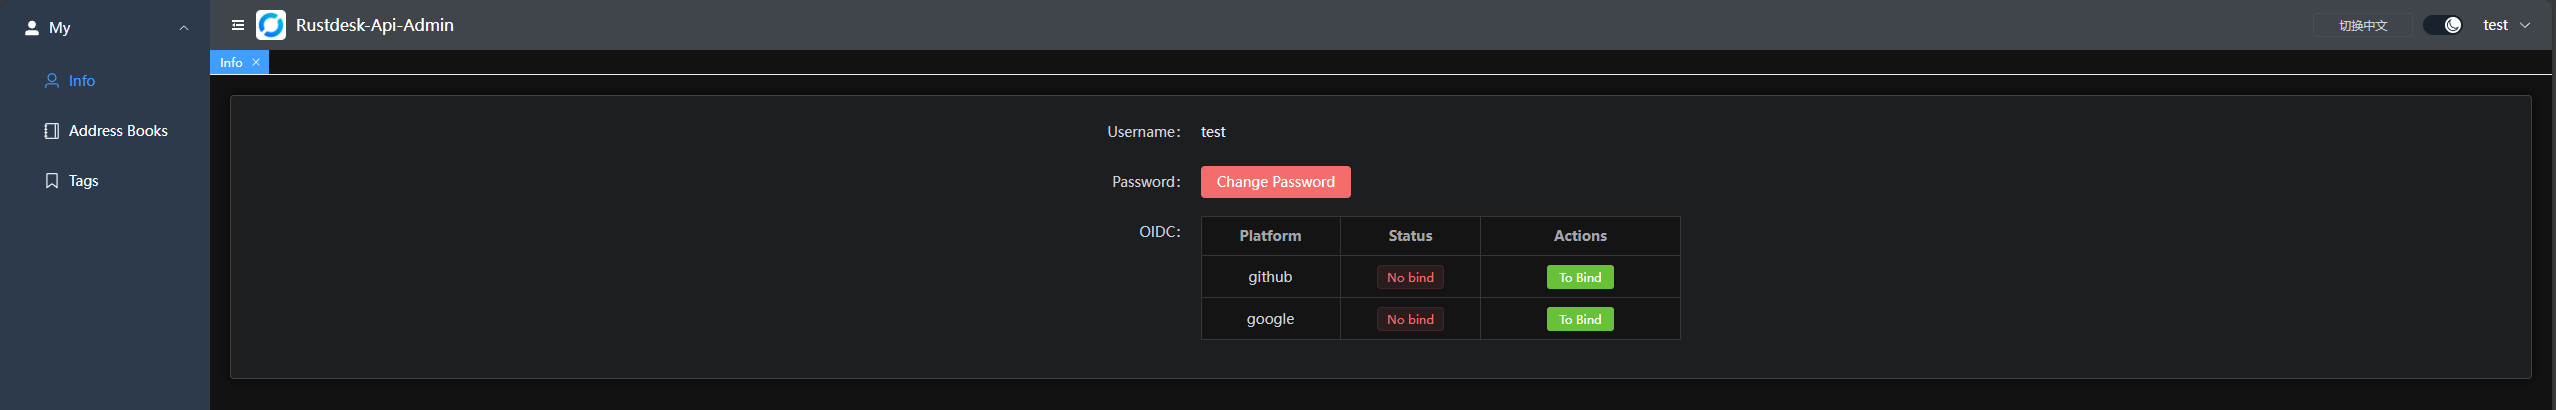 My
Info
Address Books
Tags
Rustdesk-Api-Admin
切换中文
test
Info
Username:
test
Password:
Change Password
OIDC:
Platform Status Actions
github No bind To Bind
google No bind To Bind